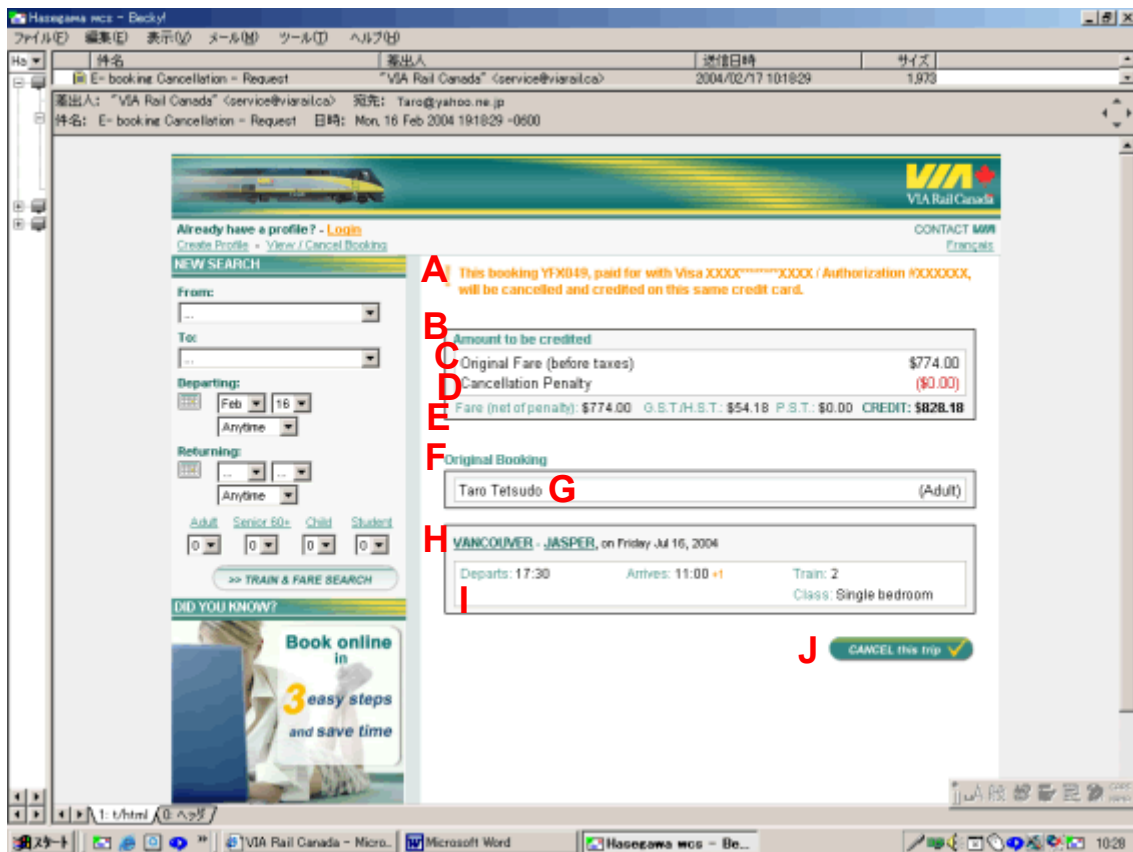 Hasegawa mcs - Becky!
ファイル(F) 編集(E) 表示(V) メール(M) ツール(T) ヘルプ(H)
Ha 件名 差出人 送信日時 サイズ
E- booking Cancellation - Request "VIA Rail Canada" <service@viarail.ca> 2004/02/17 10:18:29 1,973
差出人: "VIA Rail Canada" <service@viarail.ca> 宛先: Taro@yahoo.ne.jp
件名: E- booking Cancellation - Request 日時: Mon, 16 Feb 2004 19:18:29 -0600
VIA
VIA Rail Canada
Already have a profile? - Login
Create Profile - View / Cancel Booking
CONTACT
Français
NEW SEARCH
From:
...
To:
...
Departing:
Feb 16
Anytime
Returning:
... ...
Anytime
Adult Senior 60+ Child Student
0 0 0 0
>> TRAIN & FARE SEARCH
DID YOU KNOW?
Book online
in
3 easy steps
and save time
A ! This booking YFX049, paid for with Visa XXXX********XXXX / Authorization #XXXXXX,
will be cancelled and credited on this same credit card.
B Amount to be credited
C Original Fare (before taxes) $774.00
D Cancellation Penalty ($0.00)
E Fare (net of penalty): $774.00 G.S.T./H.S.T.: $54.18 P.S.T.: $0.00 CREDIT: $828.18
F Original Booking
Taro Tetsudo G (Adult)
H VANCOUVER - JASPER, on Friday Jul 16, 2004
Departs: 17:30 Arrives: 11:00 +1 Train: 2
I Class: Single bedroom
J CANCEL this trip
1: t/html 0: ヘッダ
スタート VIA Rail Canada - Micro... Microsoft Word Hasegawa mcs - Be... 10:28